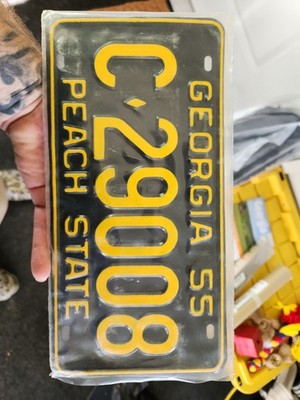 GEORGIA 55
C·29008
PEACH STATE